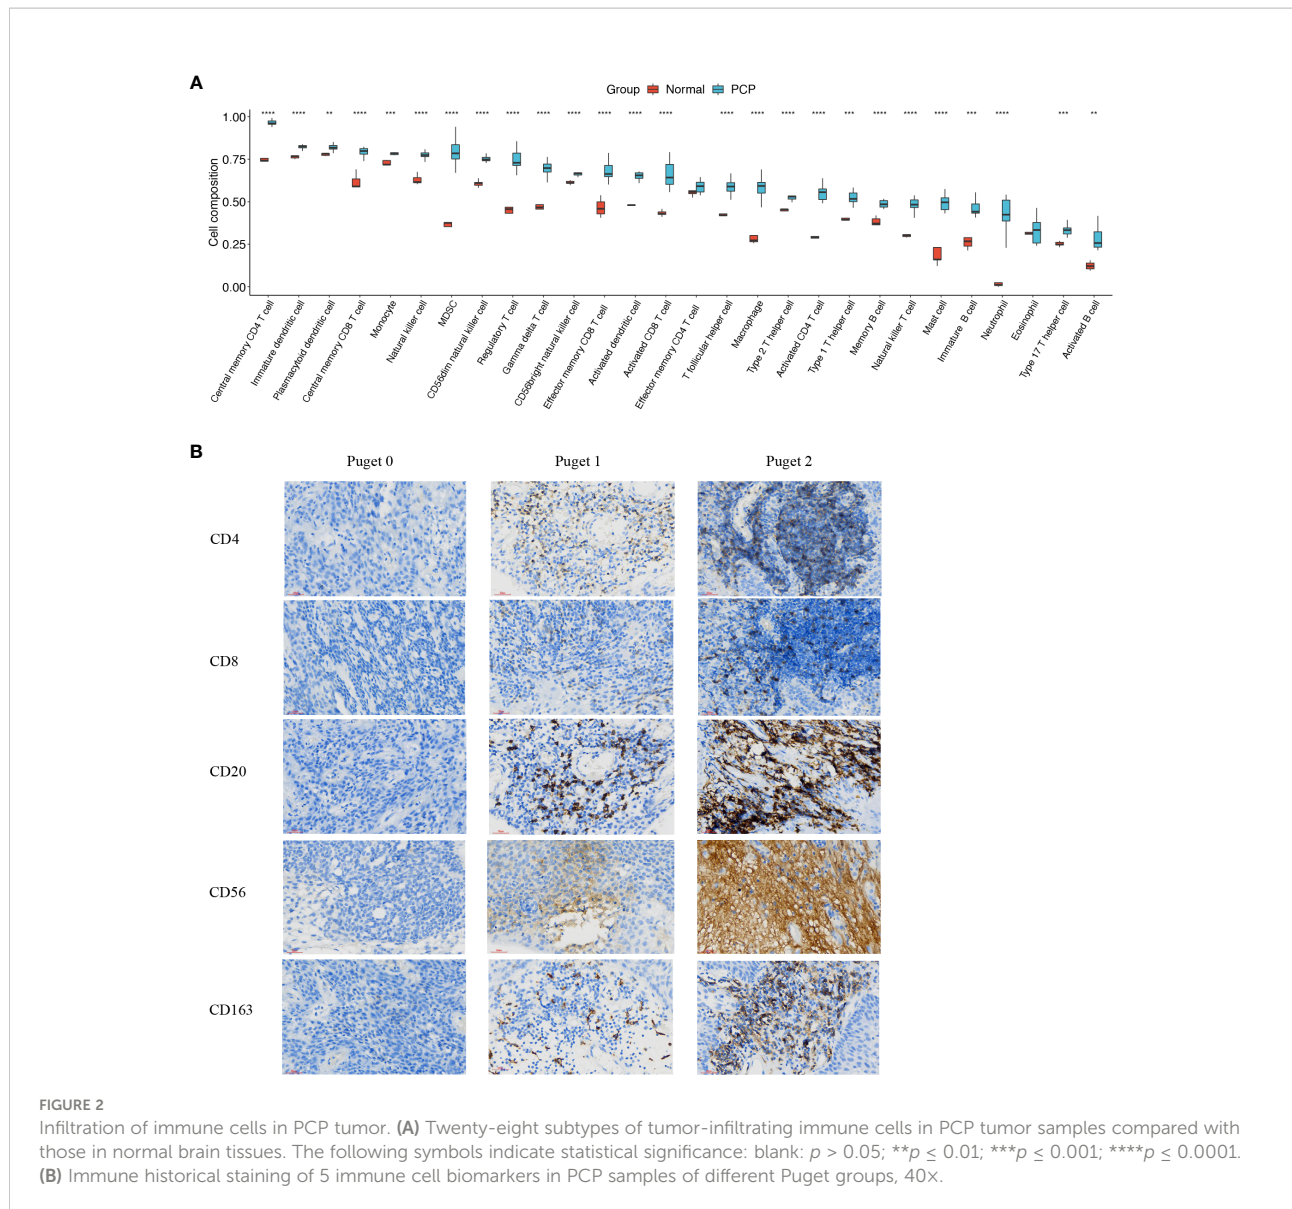 A
Group Normal PCP
**** **** ** **** *** **** **** **** **** **** **** **** **** **** **** **** **** **** *** **** **** **** *** **** *** **
1.00
0.75
0.50
0.25
0.00
Cell composition
Central memory CD4 T cell
Immature dendritic cell
Plasmacytoid dendritic cell
Central memory CD8 T cell
Monocyte
Natural killer cell
MDSC
CD56dim natural killer cell
Regulatory T cell
Gamma delta T cell
CD56bright natural killer cell
Effector memory CD8 T cell
Activated dendritic cell
Activated CD8 T cell
Effector memory CD4 T cell
T follicular helper cell
Macrophage
Type 2 T helper cell
Activated CD4 T cell
Type 1 T helper cell
Memory B cell
Natural killer T cell
Mast cell
Immature B cell
Neutrophil
Eosinophil
Type 17 T helper cell
Activated B cell
B
Puget 0 Puget 1 Puget 2
CD4
CD8
CD20
CD56
CD163
FIGURE 2
Infiltration of immune cells in PCP tumor. (A) Twenty-eight subtypes of tumor-infiltrating immune cells in PCP tumor samples compared with
those in normal brain tissues. The following symbols indicate statistical significance: blank: p > 0.05; **p ≤ 0.01; ***p ≤ 0.001; ****p ≤ 0.0001.
(B) Immune historical staining of 5 immune cell biomarkers in PCP samples of different Puget groups, 40×.